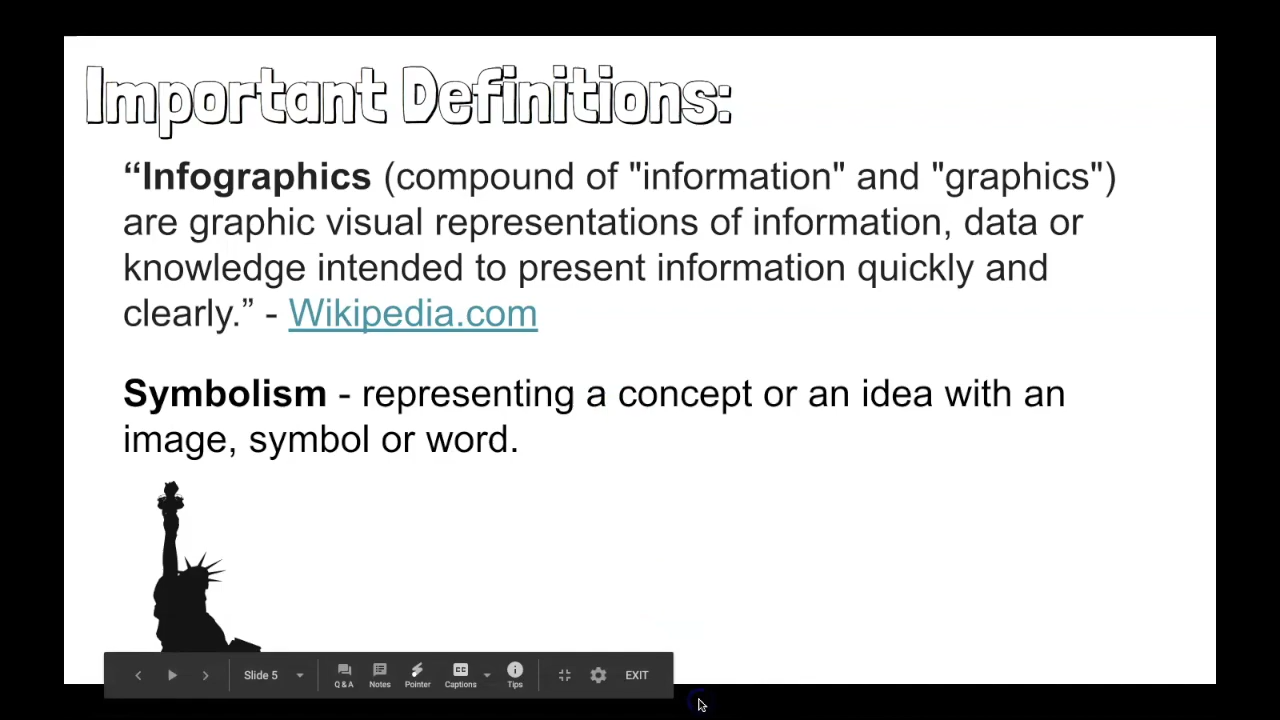 Important Definitions:
“Infographics (compound of "information" and "graphics")
are graphic visual representations of information, data or
knowledge intended to present information quickly and
clearly.” - Wikipedia.com
Symbolism - representing a concept or an idea with an
image, symbol or word.
Slide 5 Q&A Notes Pointer CC Captions Tips EXIT